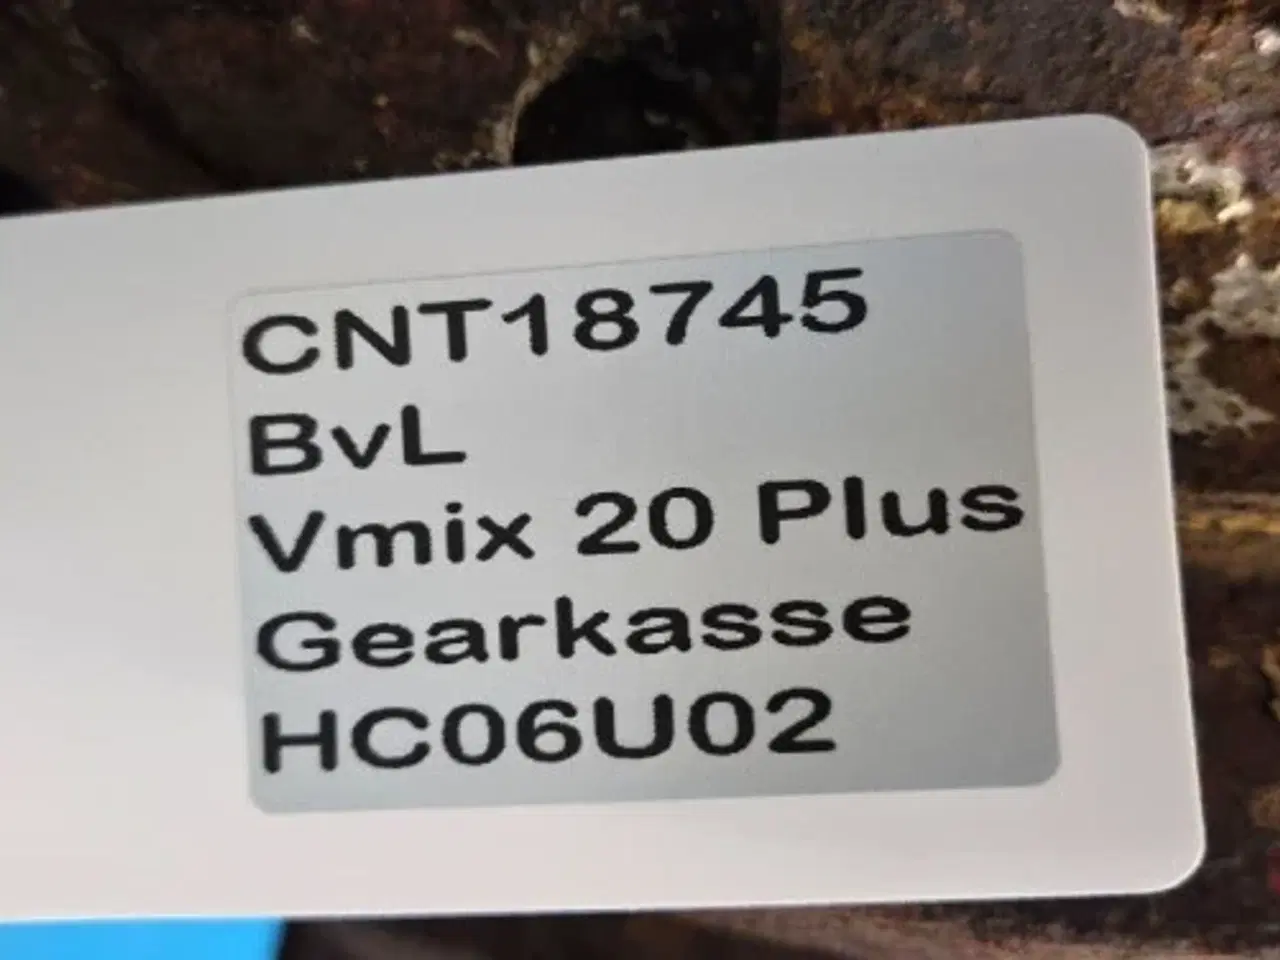 CNT18745
BvL
Vmix 20 Plus
Gearkasse
HC06U02